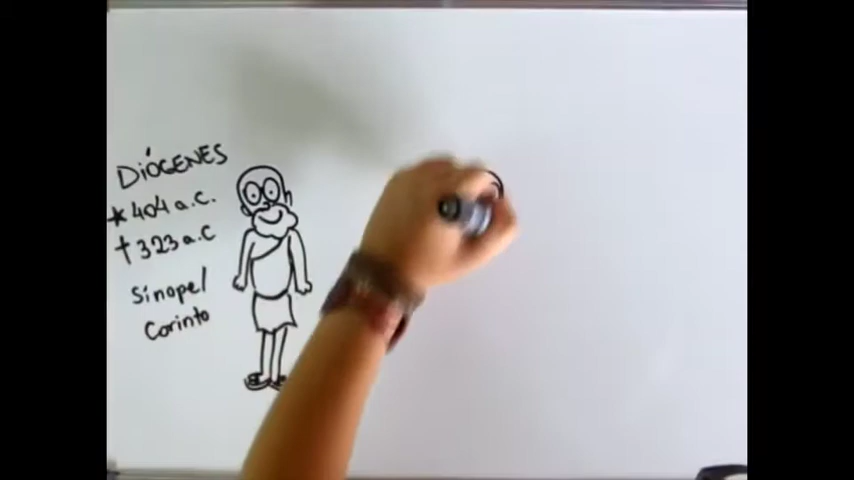 DIÓGENES
*404 a.c.
†323 a.c
Sínope/
Corinto